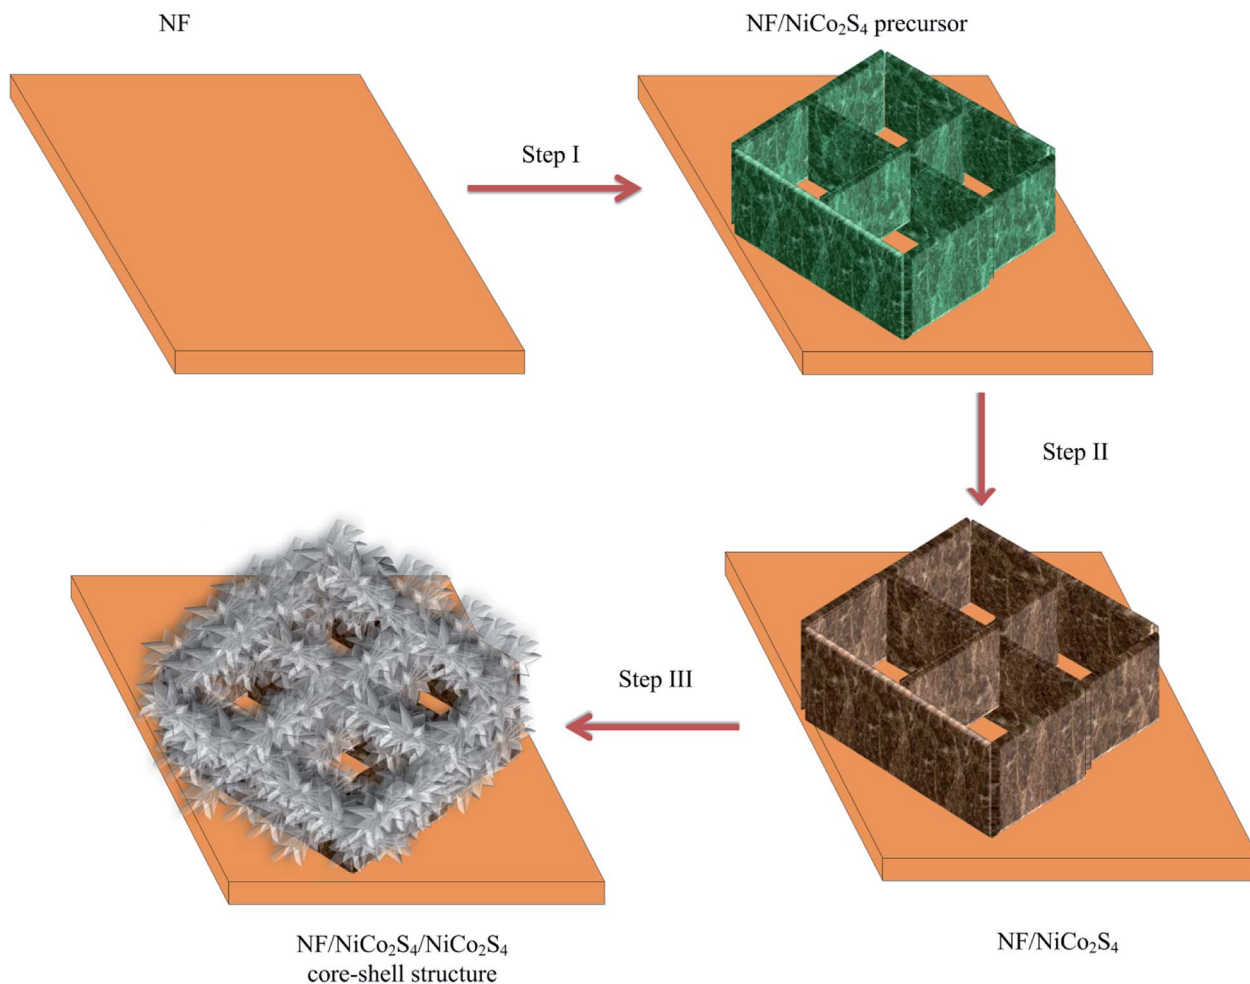 NF
NF/NiCo₂S₄ precursor
Step I
Step II
Step III
NF/NiCo₂S₄/NiCo₂S₄
core-shell structure
NF/NiCo₂S₄